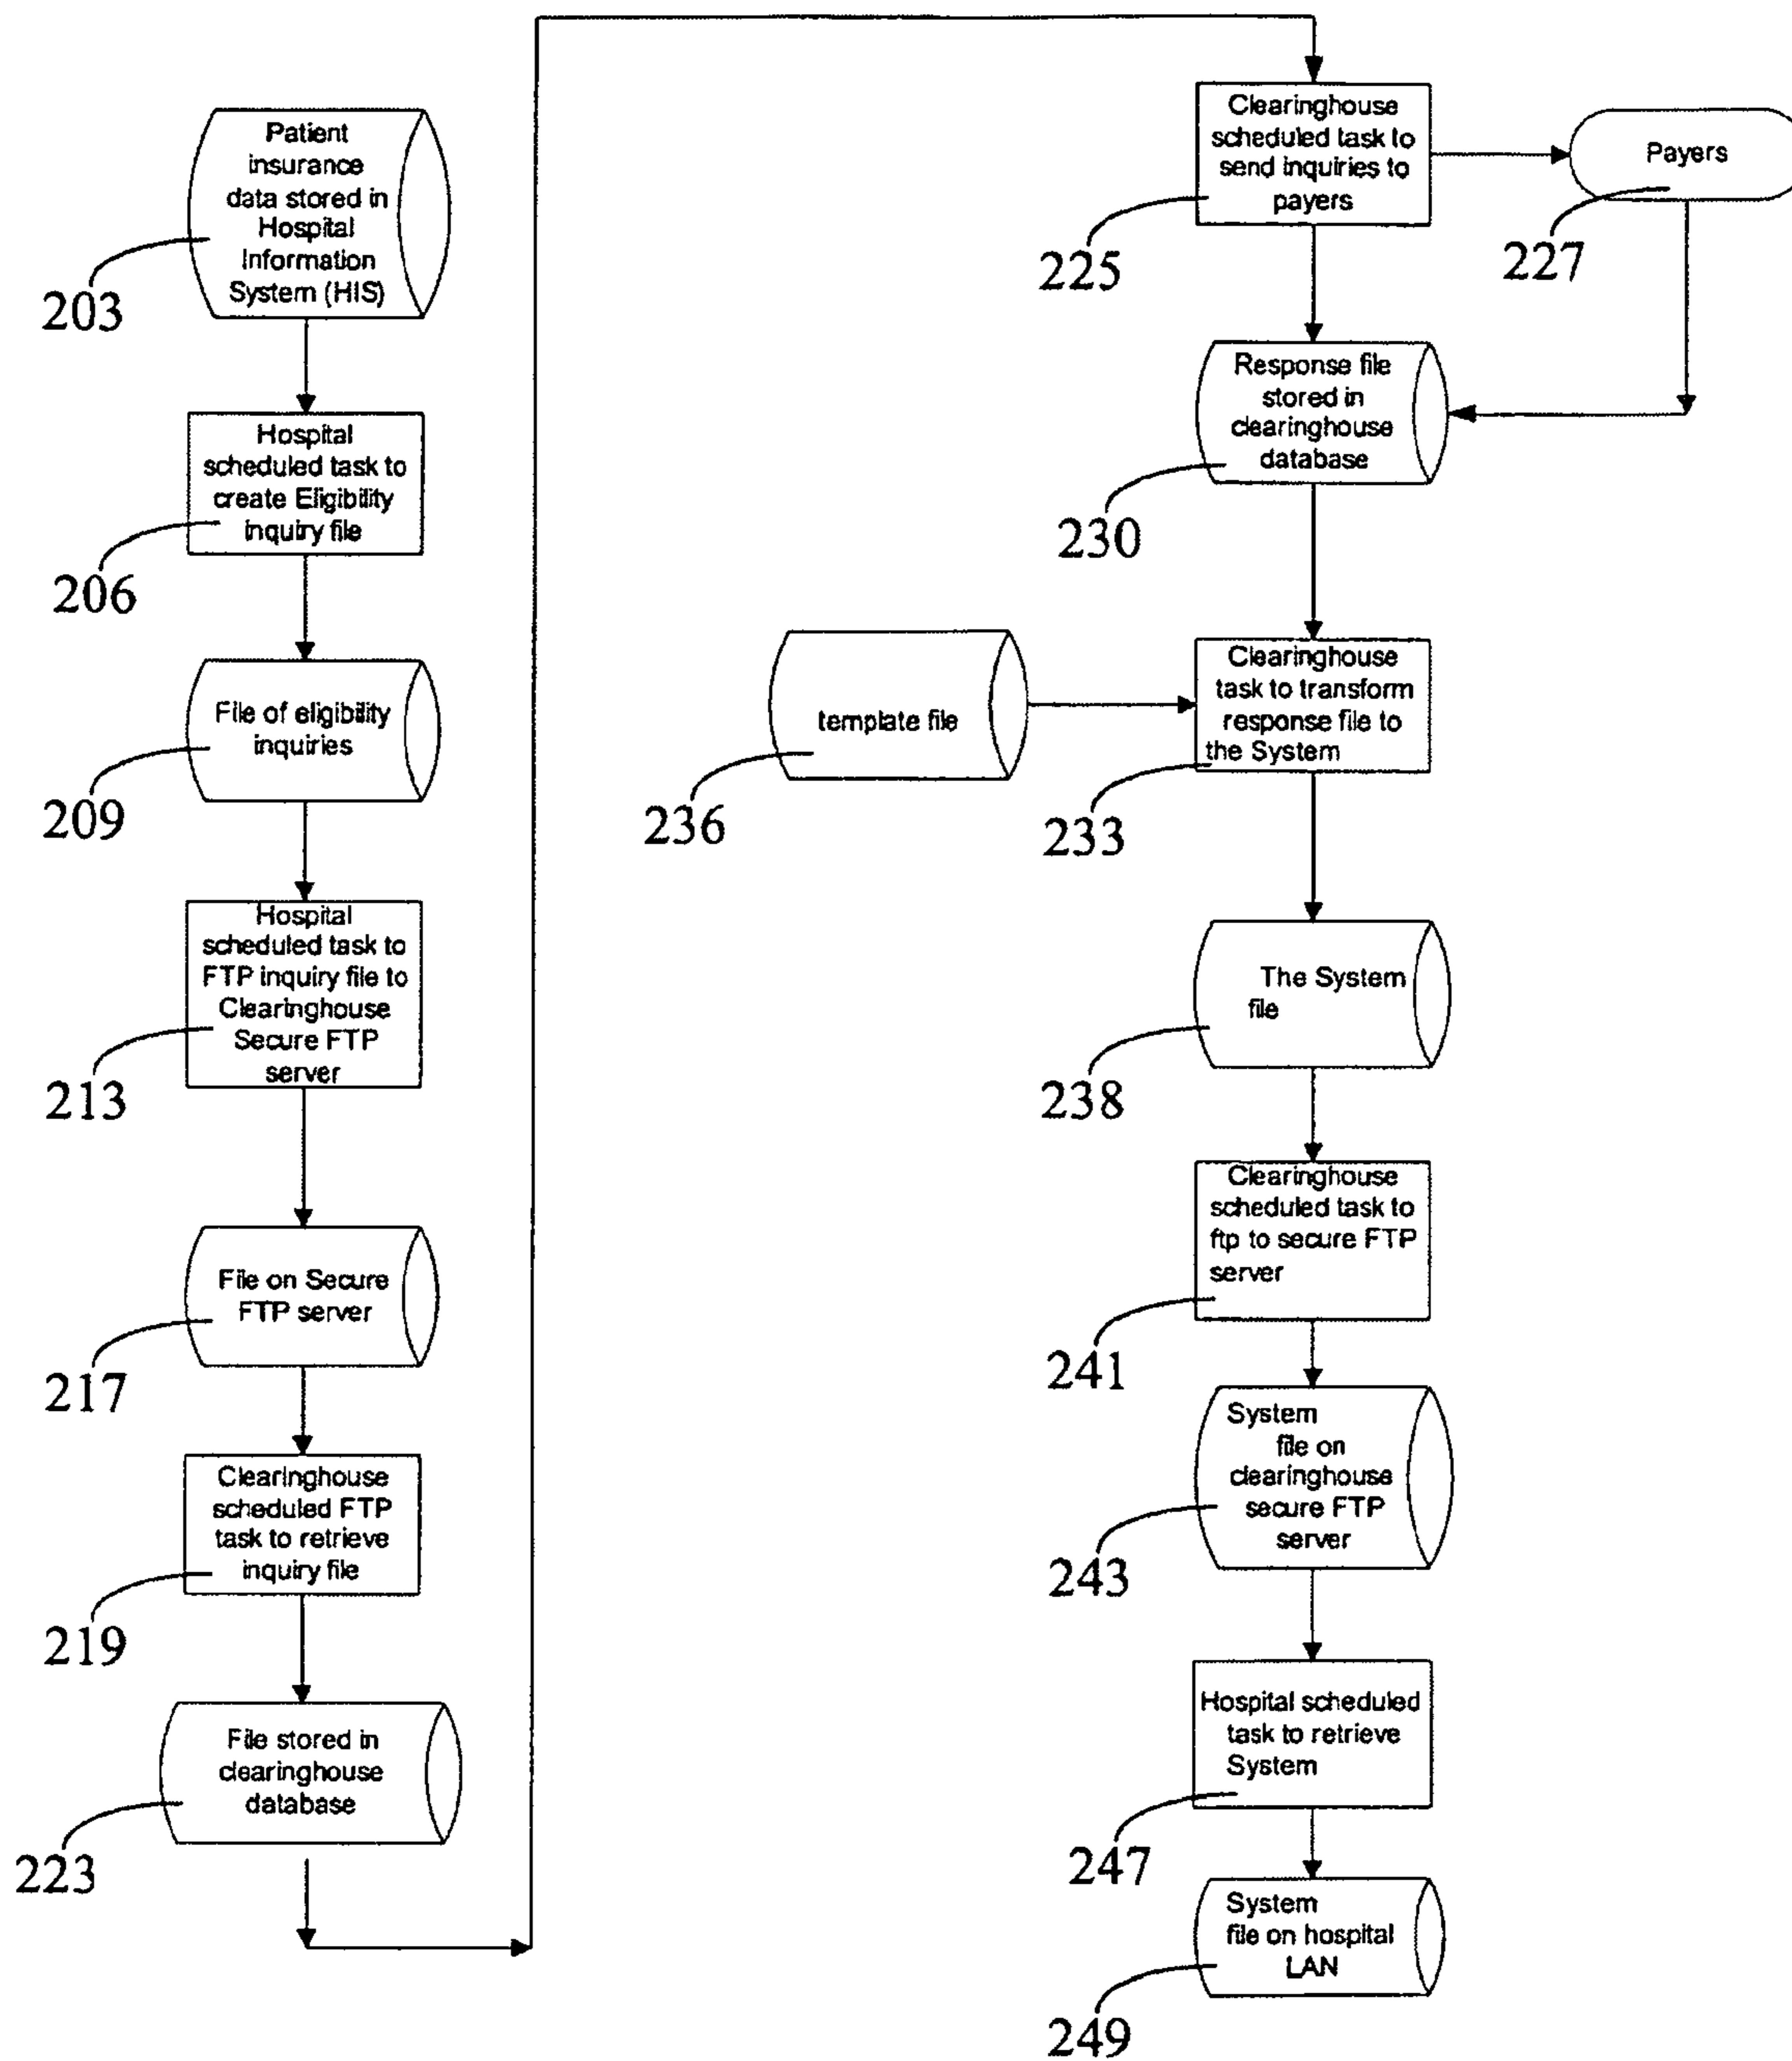 Patient
insurance
data stored in
Hospital
Information
System (HIS)
203
Hospital
scheduled task to
create Eligibility
inquiry file
206
File of eligibility
inquiries
209
Hospital
scheduled task to
FTP inquiry file to
Clearinghouse
Secure FTP
server
213
File on Secure
FTP server
217
Clearinghouse
scheduled FTP
task to retrieve
inquiry file
219
File stored in
clearinghouse
database
223
Clearinghouse
scheduled task to
send inquiries to
payers
225
Payers
227
Response file
stored in
clearinghouse
database
230
template file
236
Clearinghouse
task to transform
response file to
the System
233
The System
file
238
Clearinghouse
scheduled task to
ftp to secure FTP
server
241
System
file on
clearinghouse
secure FTP
server
243
Hospital scheduled
task to retrieve
System
247
System
file on hospital
LAN
249